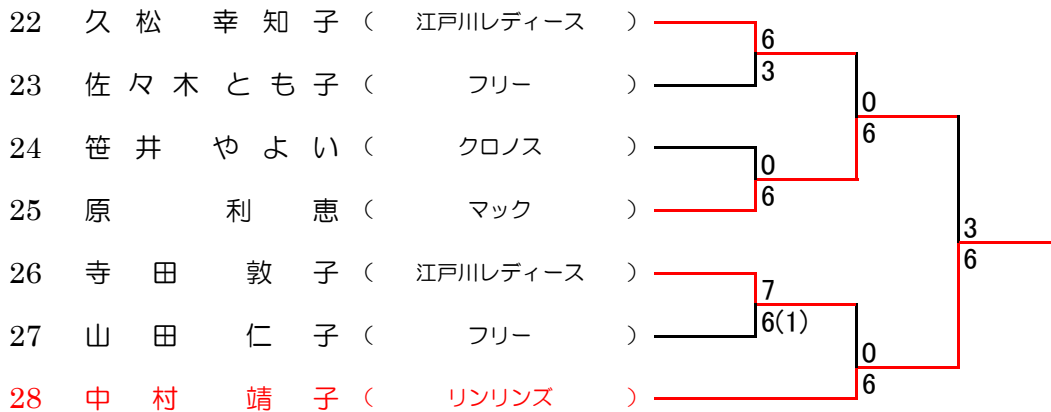 22 久松 幸知子 ( 江戸川レディース )
6
3
23 佐々木とも子 ( フリー )
0
6
24 笹井 やよい ( クロノス )
0
6
25 原 利恵 ( マック )
3
6
26 寺田 敦子 ( 江戸川レディース )
7
6(1)
27 山田 仁子 ( フリー )
0
6
28 中村 靖子 ( リンリンズ )